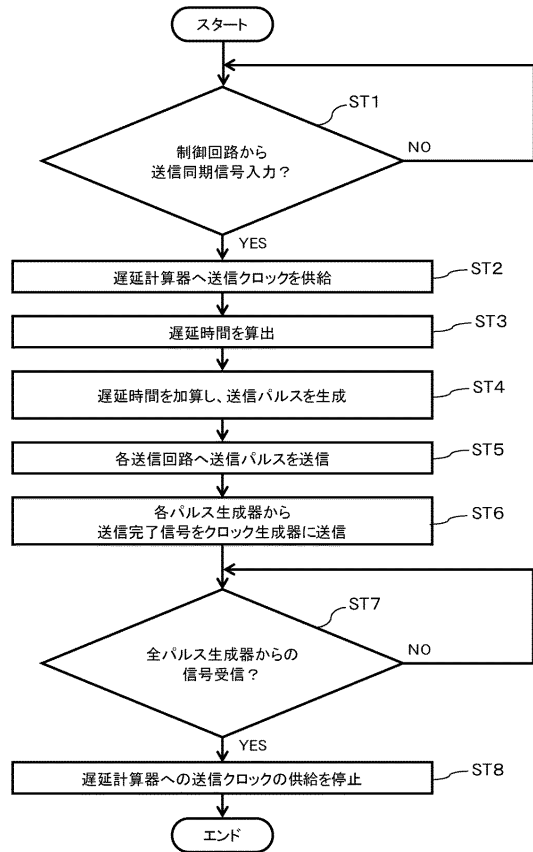 スタート
ST1
制御回路から
送信同期信号入力？
NO
YES
遅延計算器へ送信クロックを供給
ST2
遅延時間を算出
ST3
遅延時間を加算し、送信パルスを生成
ST4
各送信回路へ送信パルスを送信
ST5
各パルス生成器から
送信完了信号をクロック生成器に送信
ST6
ST7
全パルス生成器からの
信号受信？
NO
YES
遅延計算器への送信クロックの供給を停止
ST8
エンド